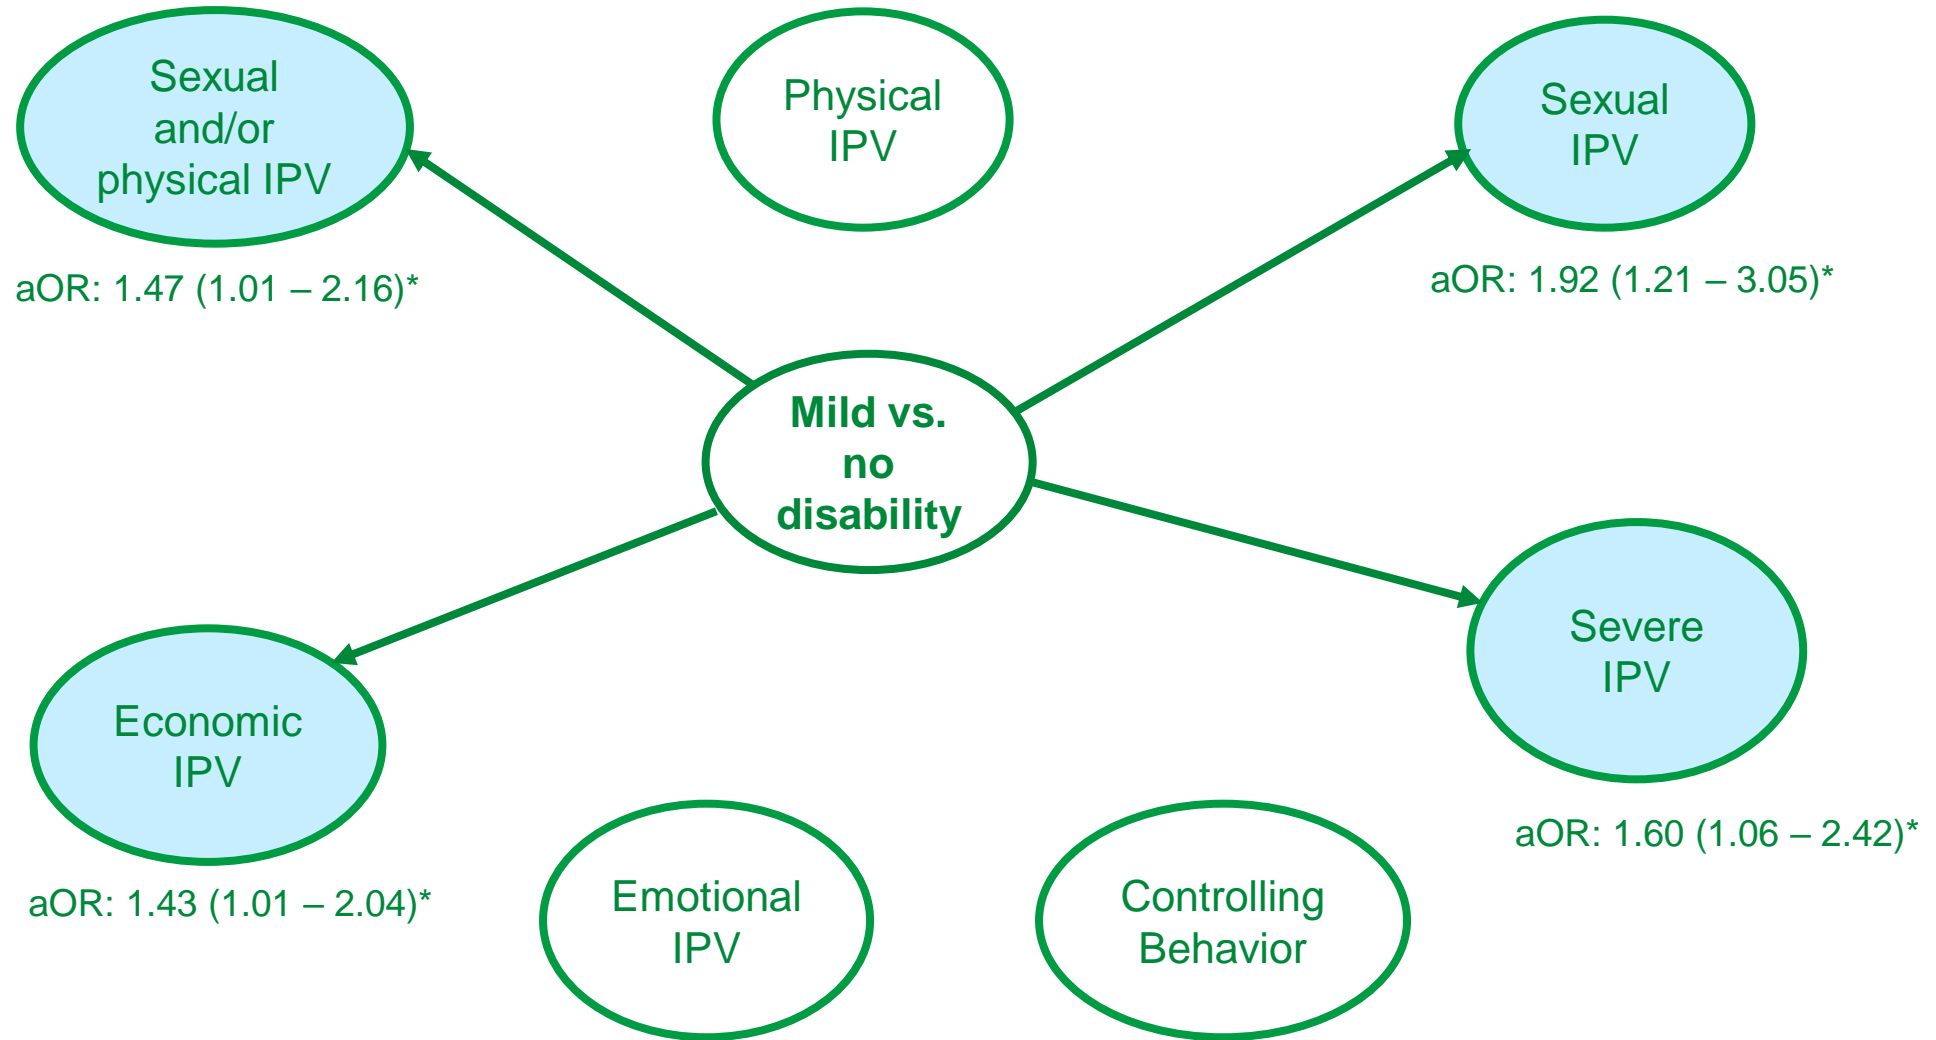 Sexual
and/or
physical IPV
Physical
IPV
Sexual
IPV
aOR: 1.47 (1.01 – 2.16)*
aOR: 1.92 (1.21 – 3.05)*
Mild vs.
no
disability
Severe
IPV
Economic
IPV
aOR: 1.60 (1.06 – 2.42)*
aOR: 1.43 (1.01 – 2.04)*
Emotional
IPV
Controlling
Behavior